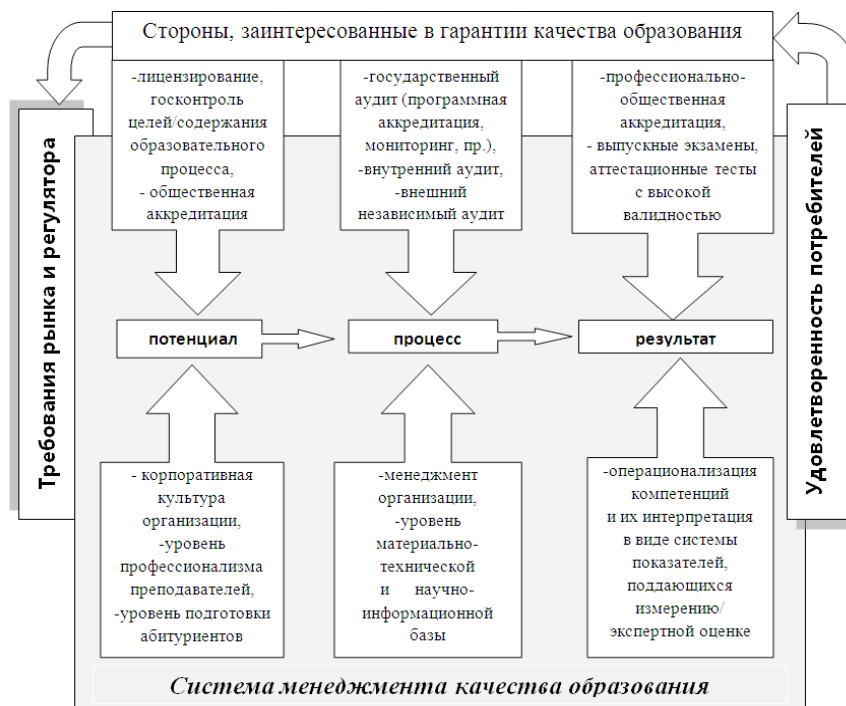 Стороны, заинтересованные в гарантии качества образования
Требования рынка и регулятора
-лицензирование,
госконтроль
целей/содержания
образовательного
процесса,
- общественная
аккредитация
-государственный
аудит (программная
аккредитация,
мониторинг, пр.),
-внутренний аудит,
-внешний
независимый аудит
-профессионально-
общественная
аккредитация,
- выпускные экзамены,
аттестационные тесты
с высокой
валидностью
Удовлетворенность потребителей
потенциал
процесс
результат
- корпоративная
культура
организации,
-уровень
профессионализма
преподавателей,
-уровень подготовки
абитуриентов
-менеджмент
организации,
-уровень
материально-
технической
и научно-
информационной
базы
-операционализация
компетенций
и их интерпретация
в виде системы
показателей,
поддающихся
измерению/
экспертной оценке
Система менеджмента качества образования